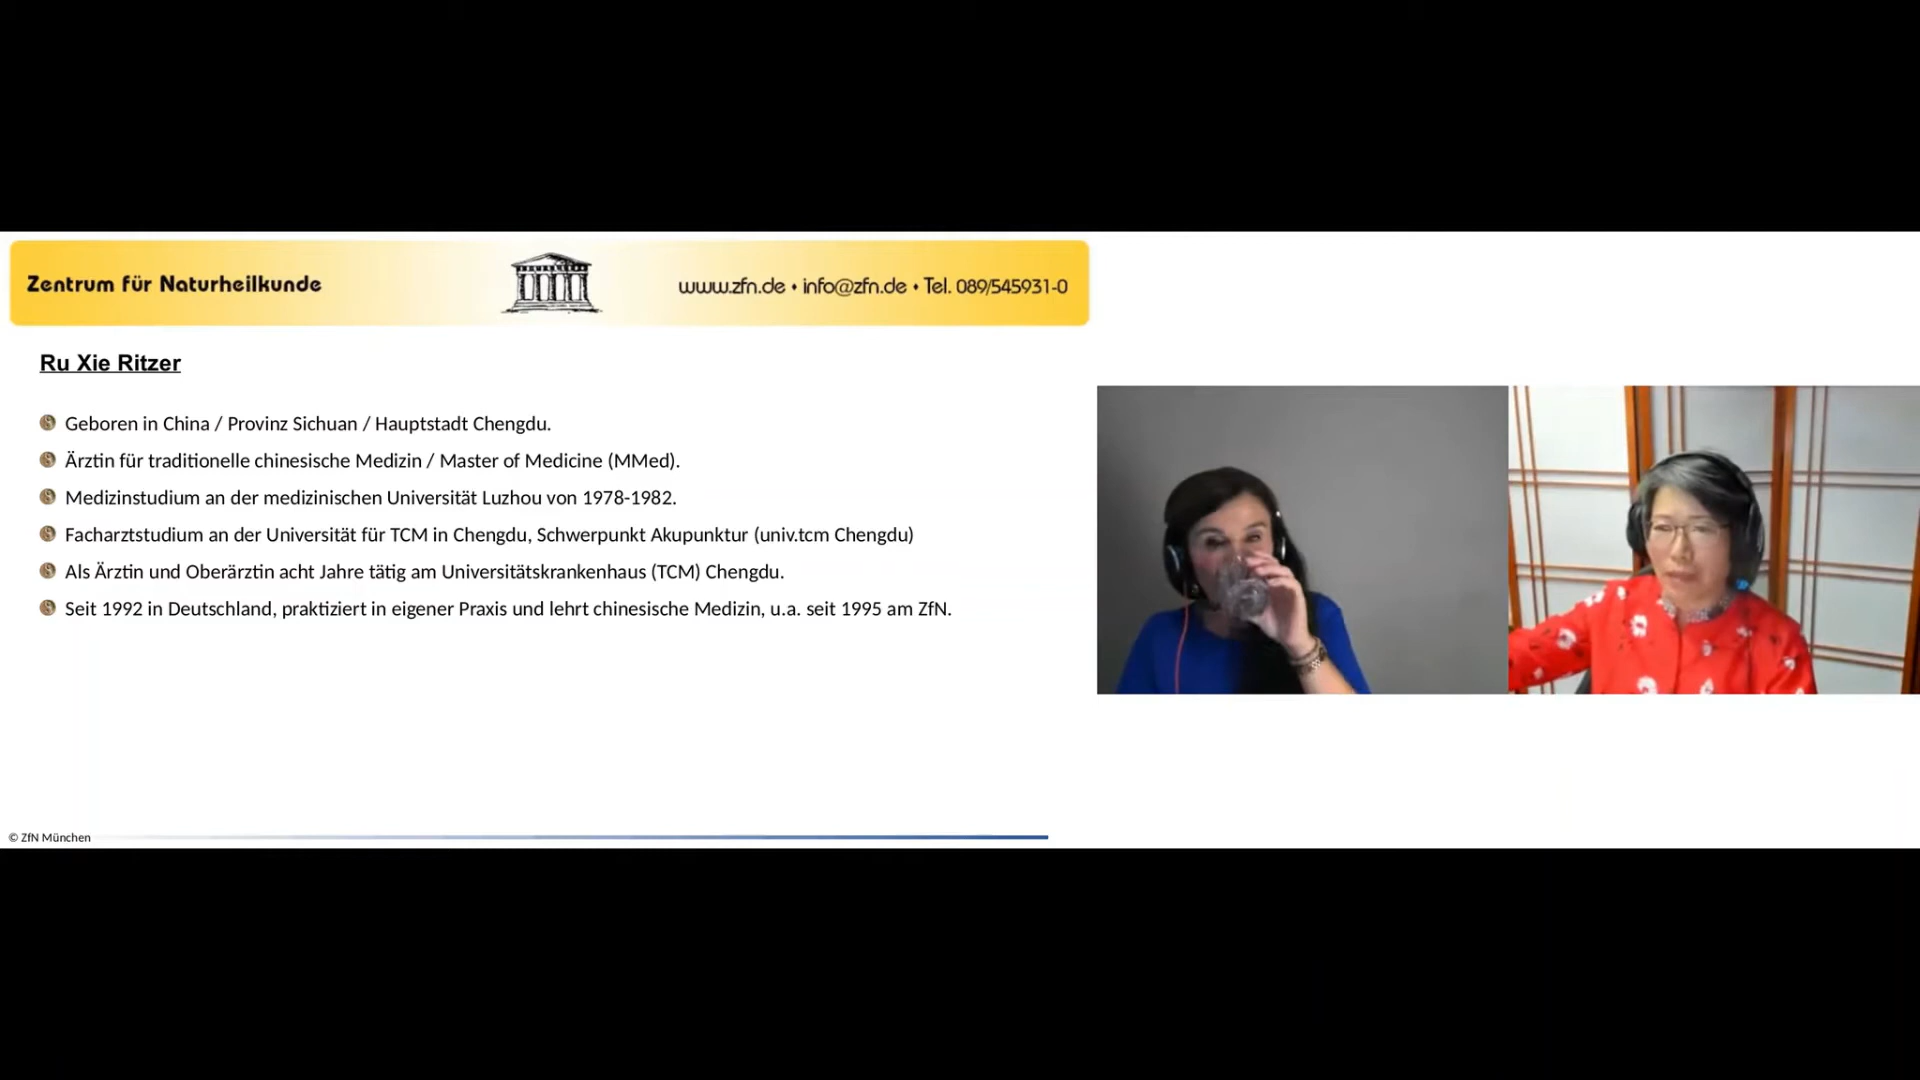 Zentrum für Naturheilkunde
www.zfn.de • info@zfn.de • Tel. 089/545931-0
Ru Xie Ritzer
Geboren in China / Provinz Sichuan / Hauptstadt Chengdu.
Ärztin für traditionelle chinesische Medizin / Master of Medicine (MMed).
Medizinstudium an der medizinischen Universität Luzhou von 1978-1982.
Facharztstudium an der Universität für TCM in Chengdu, Schwerpunkt Akupunktur (univ.tcm Chengdu)
Als Ärztin und Oberärztin acht Jahre tätig am Universitätskrankenhaus (TCM) Chengdu.
Seit 1992 in Deutschland, praktiziert in eigener Praxis und lehrt chinesische Medizin, u.a. seit 1995 am ZfN.
© ZfN München